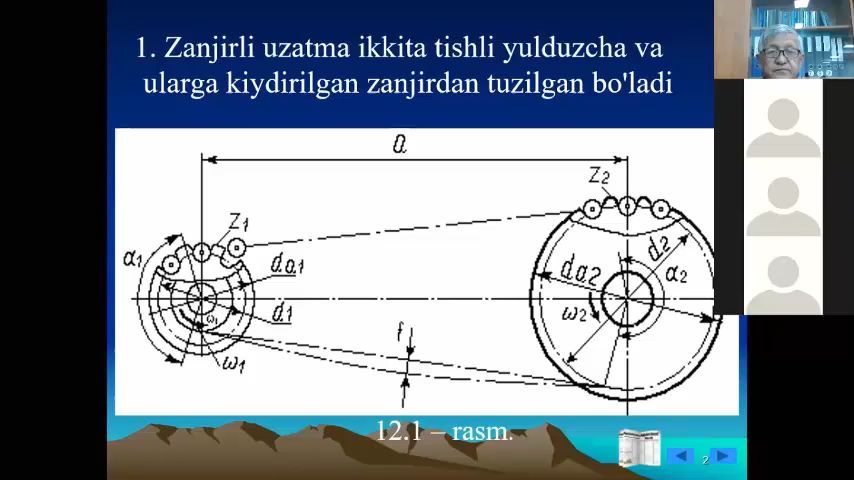 1. Zanjirli uzatma ikkita tishli yulduzcha va
ularga kiydirilgan zanjirdan tuzilgan bo'ladi
a
z2
z1
α1
da1
d1
ω1
ω1
f
d2
da2
α2
ω2
12.1 – rasm.
2